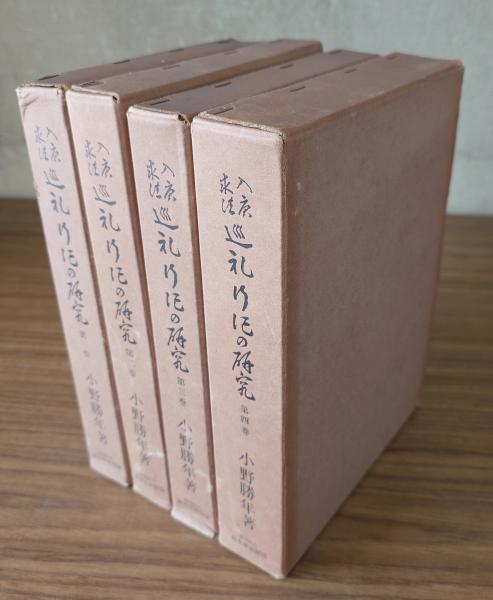 入唐
求法
巡礼行記の研究
第一巻
小野勝年著
入唐
求法
巡礼行記の研究
第二巻
小野勝年著
入唐
求法
巡礼行記の研究
第三巻
小野勝年著
入唐
求法
巡礼行記の研究
第四巻
小野勝年著